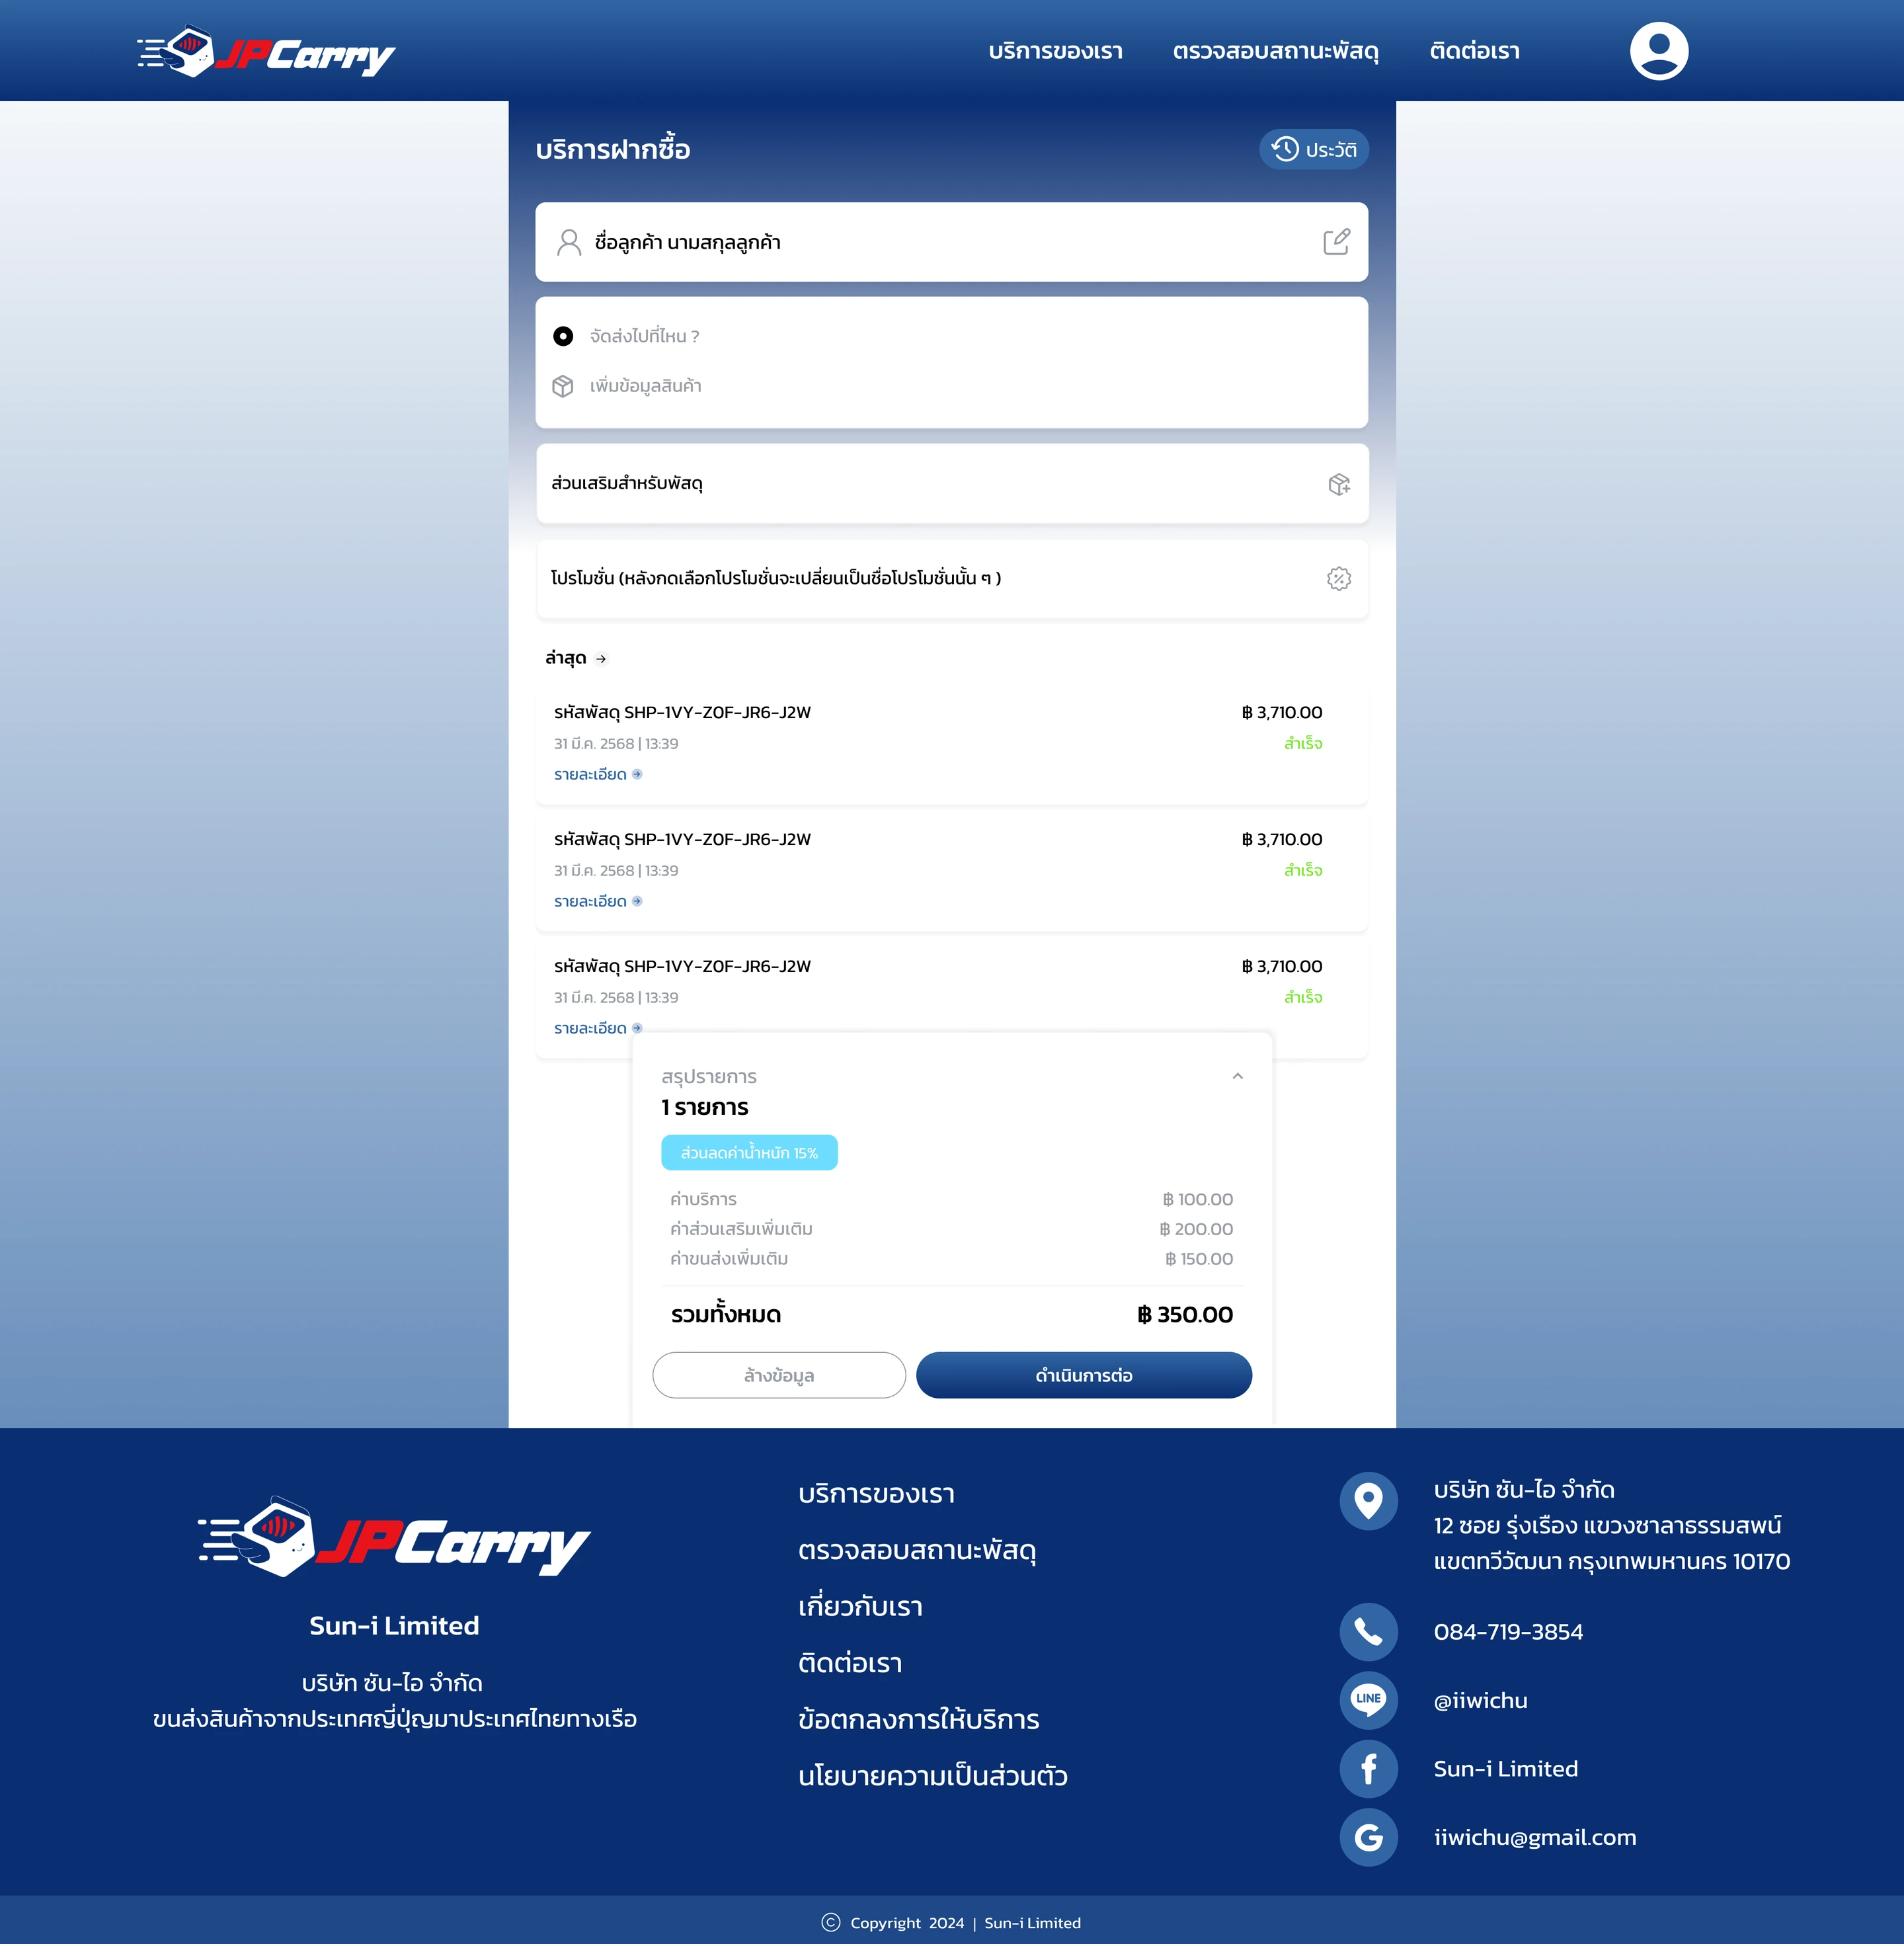 JPCarry
บริการของเรา ตรวจสอบสถานะพัสดุ ติดต่อเรา
บริการฝากซื้อ
ประวัติ
ชื่อลูกค้า นามสกุลลูกค้า
จัดส่งไปที่ไหน ?
เพิ่มข้อมูลสินค้า
ส่วนเสริมสำหรับพัสดุ
โปรโมชั่น (หลังกดเลือกโปรโมชั่นจะเปลี่ยนเป็นชื่อโปรโมชั่นนั้น ๆ )
ล่าสุด
รหัสพัสดุ SHP-1VY-Z0F-JR6-J2W ฿ 3,710.00
31 มี.ค. 2568 | 13:39 สำเร็จ
รายละเอียด
รหัสพัสดุ SHP-1VY-Z0F-JR6-J2W ฿ 3,710.00
31 มี.ค. 2568 | 13:39 สำเร็จ
รายละเอียด
รหัสพัสดุ SHP-1VY-Z0F-JR6-J2W ฿ 3,710.00
31 มี.ค. 2568 | 13:39 สำเร็จ
รายละเอียด
สรุปรายการ
1 รายการ
ส่วนลดค่าน้ำหนัก 15%
ค่าบริการ ฿ 100.00
ค่าส่วนเสริมเพิ่มเติม ฿ 200.00
ค่าขนส่งเพิ่มเติม ฿ 150.00
รวมทั้งหมด ฿ 350.00
ล้างข้อมูล ดำเนินการต่อ
JPCarry
Sun-i Limited
บริษัท ซัน-ไอ จำกัด
ขนส่งสินค้าจากประเทศญี่ปุ่นมาประเทศไทยทางเรือ
บริการของเรา
ตรวจสอบสถานะพัสดุ
เกี่ยวกับเรา
ติดต่อเรา
ข้อตกลงการให้บริการ
นโยบายความเป็นส่วนตัว
บริษัท ซัน-ไอ จำกัด
12 ซอย รุ่งเรือง แขวงซาลาธรรมสพน์
แขตทวีวัฒนา กรุงเทพมหานคร 10170
084-719-3854
LINE
@iiwichu
Sun-i Limited
iiwichu@gmail.com
© Copyright 2024 | Sun-i Limited